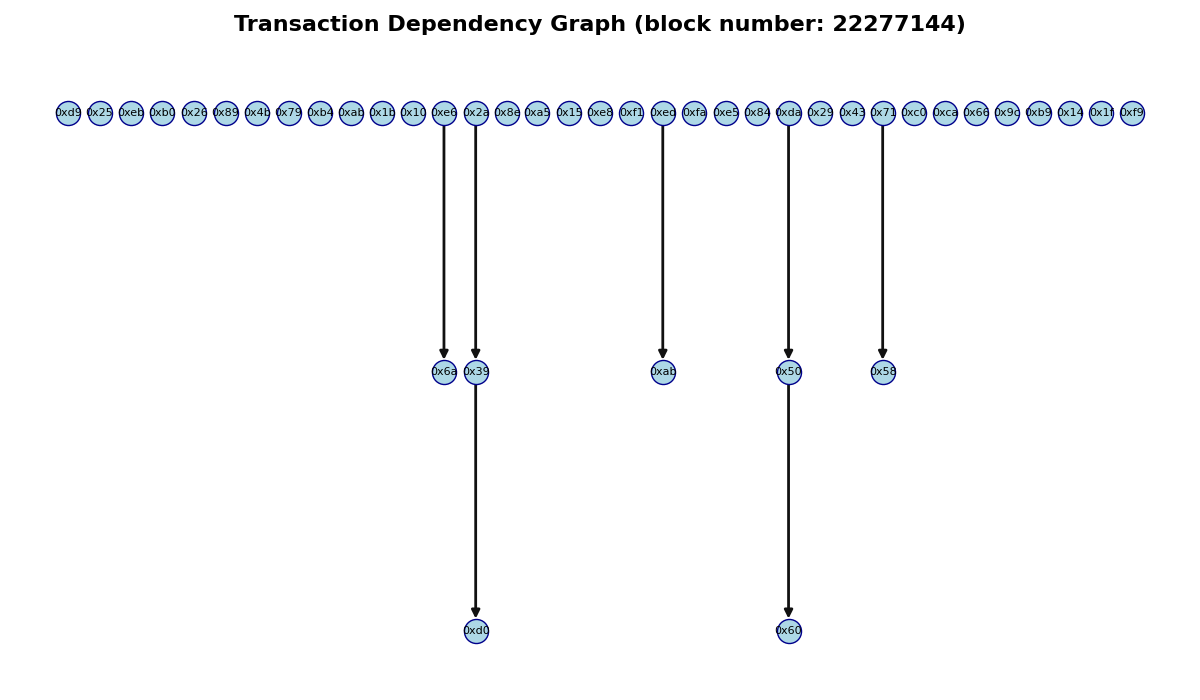 Transaction Dependency Graph (block number: 22277144)
0xd9 0x25 0xeb 0xb0 0x26 0x89 0x4b 0x79 0xb4 0xab 0x1b 0x10 0xe6 0x2a 0x8e 0xa5 0x15 0xe8 0xf1 0xed 0xfa 0xe5 0x84 0xda 0x29 0x43 0x71 0xc0 0xca 0x66 0x9c 0xb9 0x14 0x1f 0xf9
0x6a 0x39 0xab 0x50 0x58
0xd0 0x60